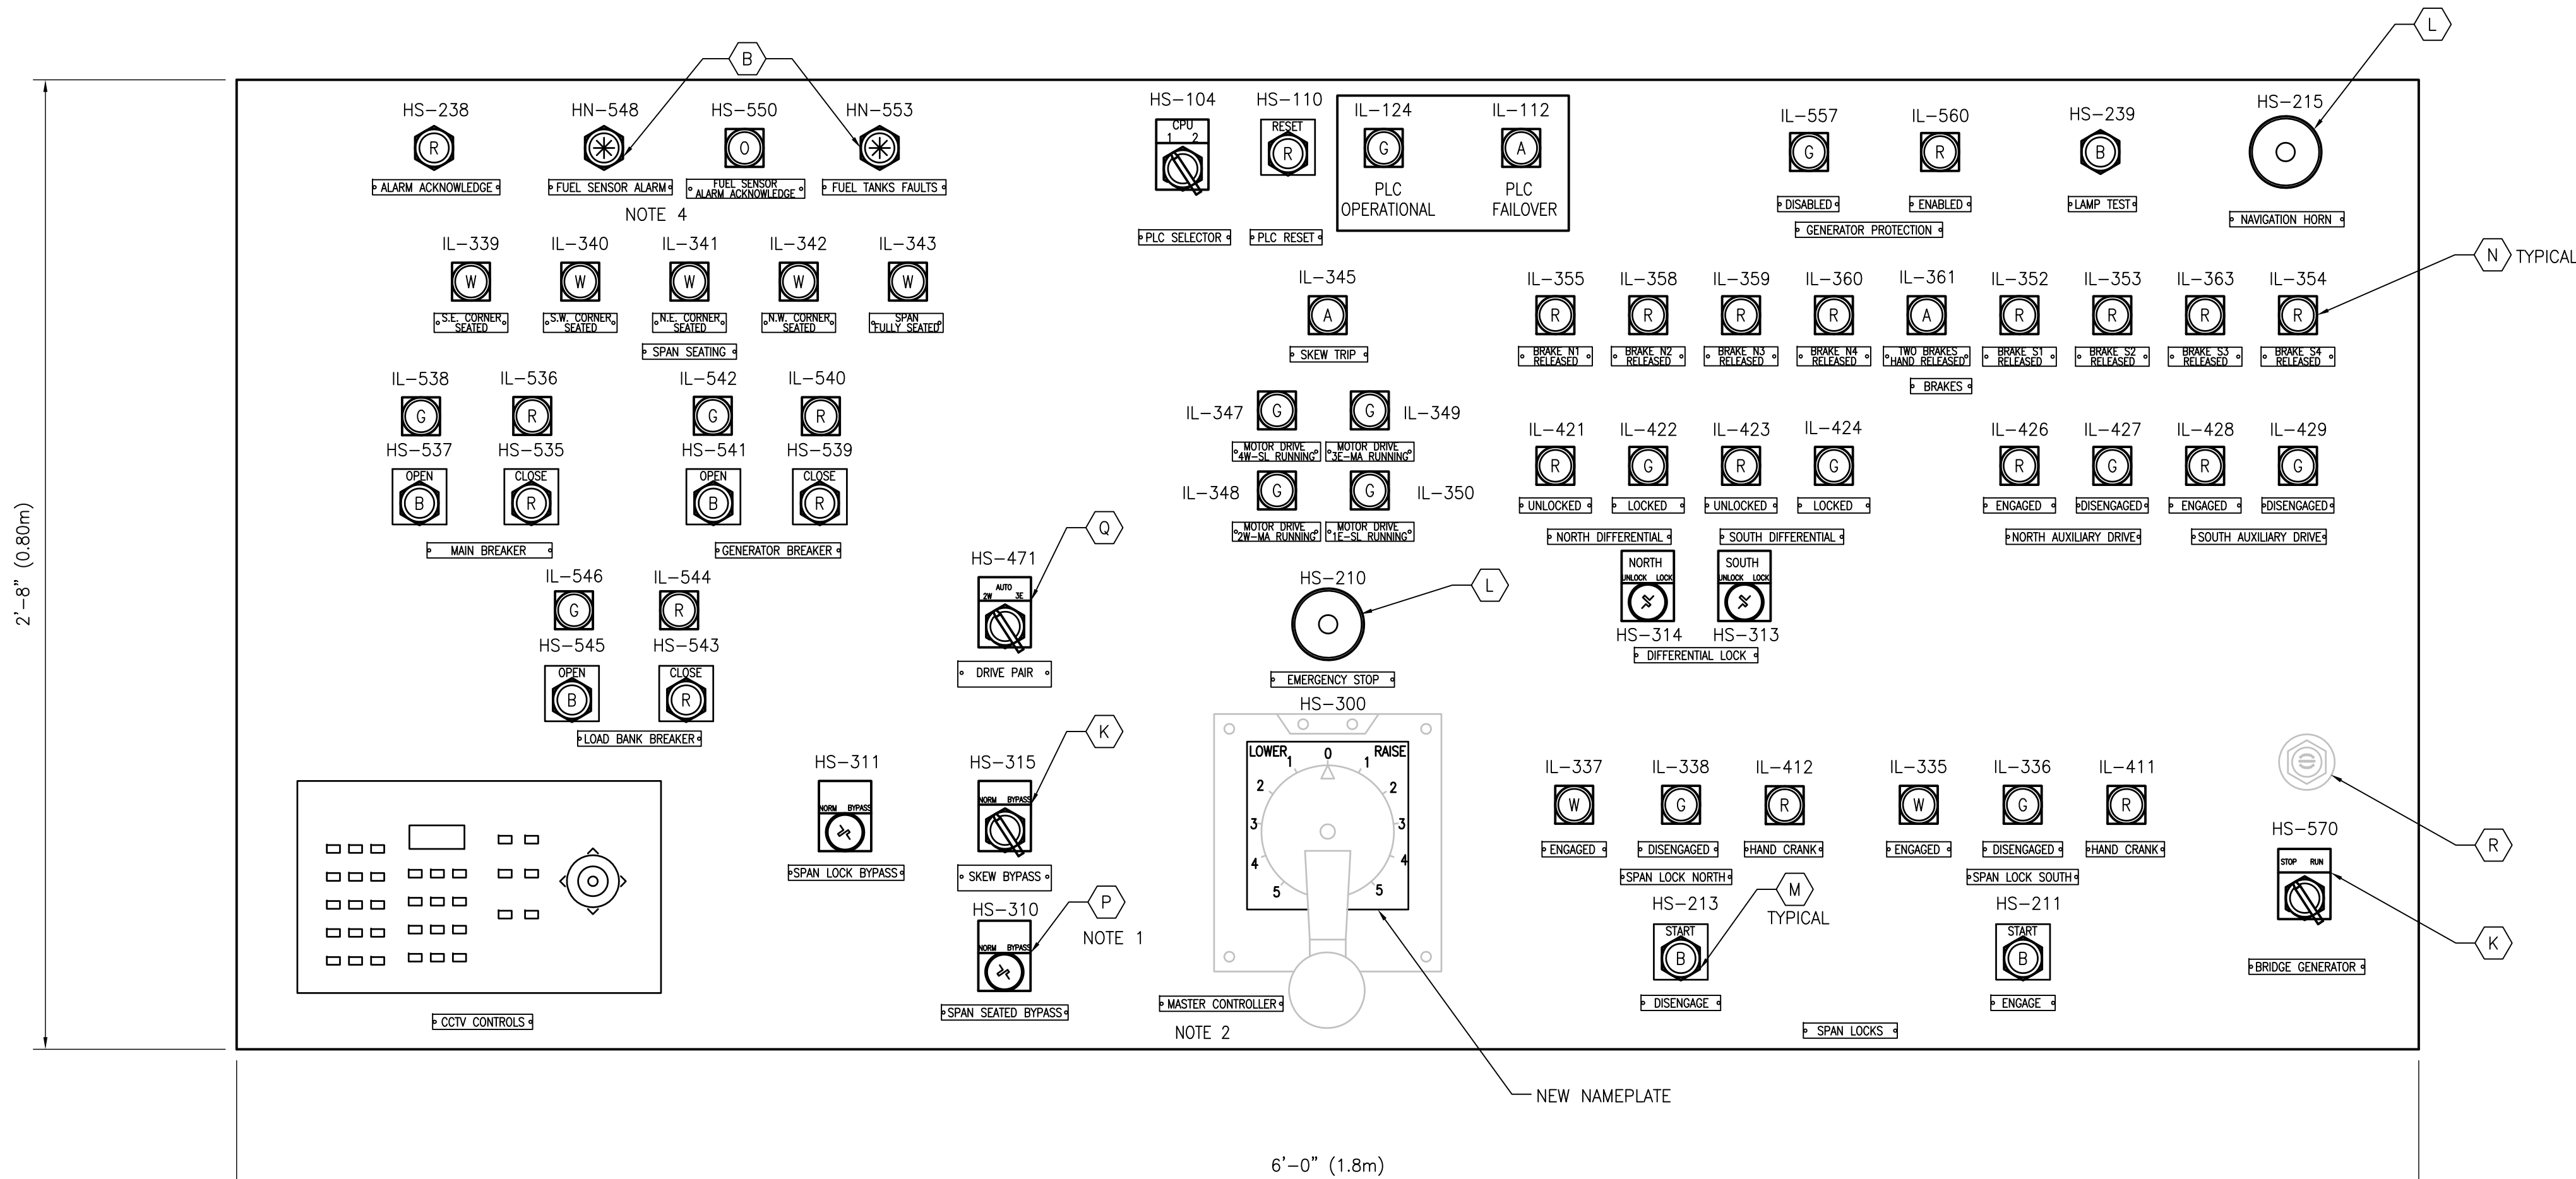 L
B
HS-238
HN-548
HS-550
HN-553
HS-104
HS-110
IL-124
IL-112
IL-557
IL-560
HS-239
HS-215
R
O
CPU
1 2
RESET
R
G
A
G
R
B
ALARM ACKNOWLEDGE
FUEL SENSOR ALARM
FUEL SENSOR
ALARM ACKNOWLEDGE
FUEL TANKS FAULTS
NOTE 4
PLC
OPERATIONAL
PLC
FAILOVER
PLC SELECTOR
PLC RESET
DISABLED
ENABLED
GENERATOR PROTECTION
LAMP TEST
NAVIGATION HORN
IL-339
IL-340
IL-341
IL-342
IL-343
W
W
W
W
W
S.E. CORNER
SEATED
S.W. CORNER
SEATED
N.E. CORNER
SEATED
N.W. CORNER
SEATED
SPAN
FULLY SEATED
SPAN SEATING
IL-345
A
SKEW TRIP
N TYPICAL
IL-355
IL-358
IL-359
IL-360
IL-361
IL-352
IL-353
IL-363
IL-354
R
R
R
R
A
R
R
R
R
BRAKE N1
RELEASED
BRAKE N2
RELEASED
BRAKE N3
RELEASED
BRAKE N4
RELEASED
TWO BRAKES
HAND RELEASED
BRAKE S1
RELEASED
BRAKE S2
RELEASED
BRAKE S3
RELEASED
BRAKE S4
RELEASED
BRAKES
IL-538
IL-536
IL-542
IL-540
G
R
G
R
HS-537
HS-535
HS-541
HS-539
OPEN
B
CLOSE
R
OPEN
B
CLOSE
R
MAIN BREAKER
GENERATOR BREAKER
IL-347
G
G
IL-349
MOTOR DRIVE
4W-SL RUNNING
MOTOR DRIVE
3E-MA RUNNING
IL-348
G
G
IL-350
MOTOR DRIVE
2W-MA RUNNING
MOTOR DRIVE
1E-SL RUNNING
IL-421
IL-422
IL-423
IL-424
IL-426
IL-427
IL-428
IL-429
R
G
R
G
R
G
R
G
UNLOCKED
LOCKED
UNLOCKED
LOCKED
ENGAGED
DISENGAGED
ENGAGED
DISENGAGED
NORTH DIFFERENTIAL
SOUTH DIFFERENTIAL
NORTH AUXILIARY DRIVE
SOUTH AUXILIARY DRIVE
NORTH
UNLOCK LOCK
SOUTH
UNLOCK LOCK
HS-314
HS-313
DIFFERENTIAL LOCK
2'-8" (0.80m)
IL-546
IL-544
G
R
HS-545
HS-543
OPEN
B
CLOSE
R
LOAD BANK BREAKER
Q
HS-471
AUTO
2W 3E
DRIVE PAIR
HS-210
L
EMERGENCY STOP
HS-300
LOWER
RAISE
0
1
1
2
2
3
3
4
4
5
5
MASTER CONTROLLER
NOTE 2
NEW NAMEPLATE
HS-311
NORM BYPASS
SPAN LOCK BYPASS
K
HS-315
NORM BYPASS
SKEW BYPASS
HS-310
P
NOTE 1
NORM BYPASS
SPAN SEATED BYPASS
CCTV CONTROLS
IL-337
IL-338
IL-412
IL-335
IL-336
IL-411
W
G
R
W
G
R
ENGAGED
DISENGAGED
HAND CRANK
ENGAGED
DISENGAGED
HAND CRANK
SPAN LOCK NORTH
SPAN LOCK SOUTH
HS-213
M
TYPICAL
HS-211
START
B
START
B
DISENGAGE
ENGAGE
SPAN LOCKS
R
HS-570
STOP RUN
K
BRIDGE GENERATOR
6'-0" (1.8m)